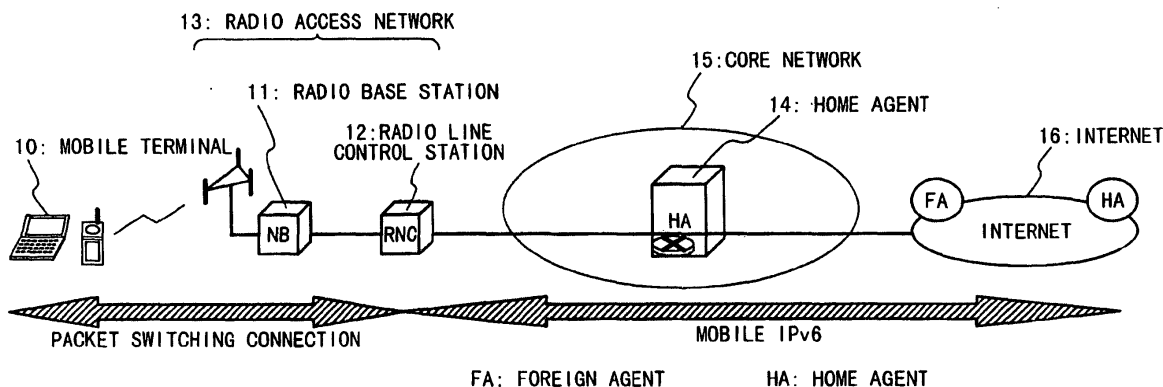 13: RADIO ACCESS NETWORK
15:CORE NETWORK
11: RADIO BASE STATION
14: HOME AGENT
12:RADIO LINE
CONTROL STATION
10: MOBILE TERMINAL
16:INTERNET
FA
HA
HA
NB
RNC
INTERNET
PACKET SWITCHING CONNECTION
MOBILE IPv6
FA: FOREIGN AGENT
HA: HOME AGENT